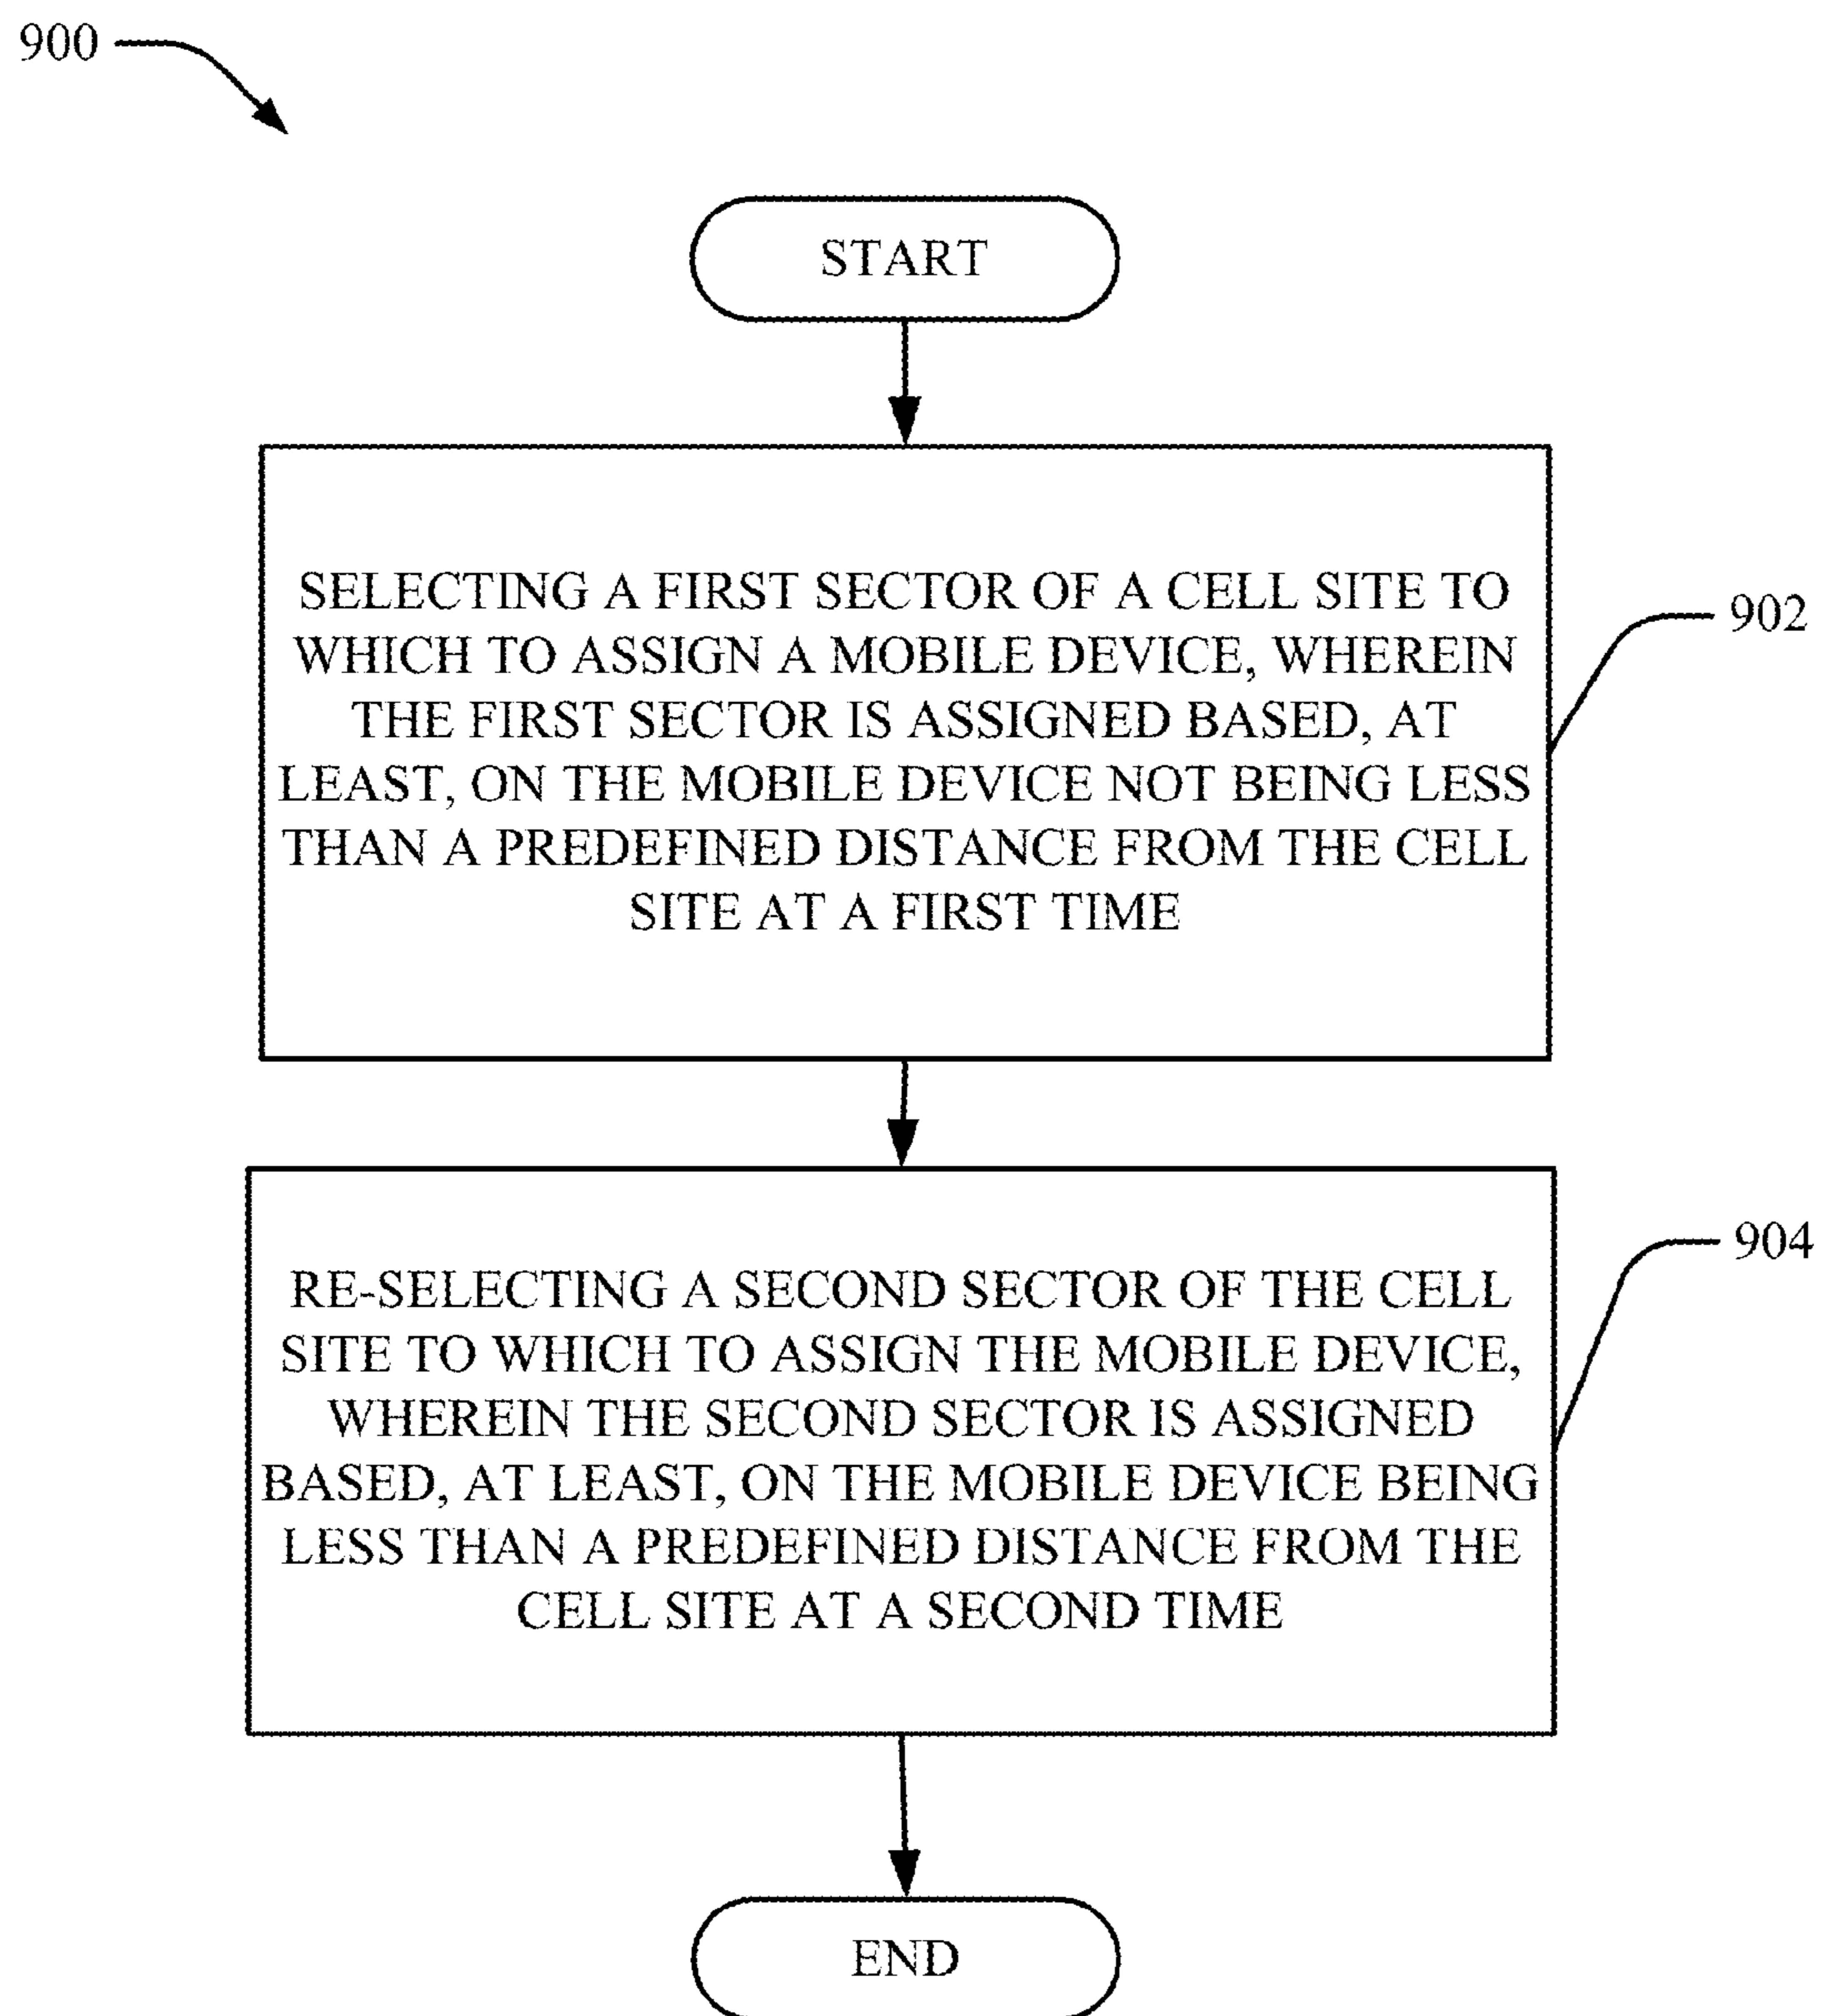 900
START
SELECTING A FIRST SECTOR OF A CELL SITE TO
WHICH TO ASSIGN A MOBILE DEVICE, WHEREIN
THE FIRST SECTOR IS ASSIGNED BASED, AT
LEAST, ON THE MOBILE DEVICE NOT BEING LESS
THAN A PREDEFINED DISTANCE FROM THE CELL
SITE AT A FIRST TIME
902
RE-SELECTING A SECOND SECTOR OF THE CELL
SITE TO WHICH TO ASSIGN THE MOBILE DEVICE,
WHEREIN THE SECOND SECTOR IS ASSIGNED
BASED, AT LEAST, ON THE MOBILE DEVICE BEING
LESS THAN A PREDEFINED DISTANCE FROM THE
CELL SITE AT A SECOND TIME
904
END